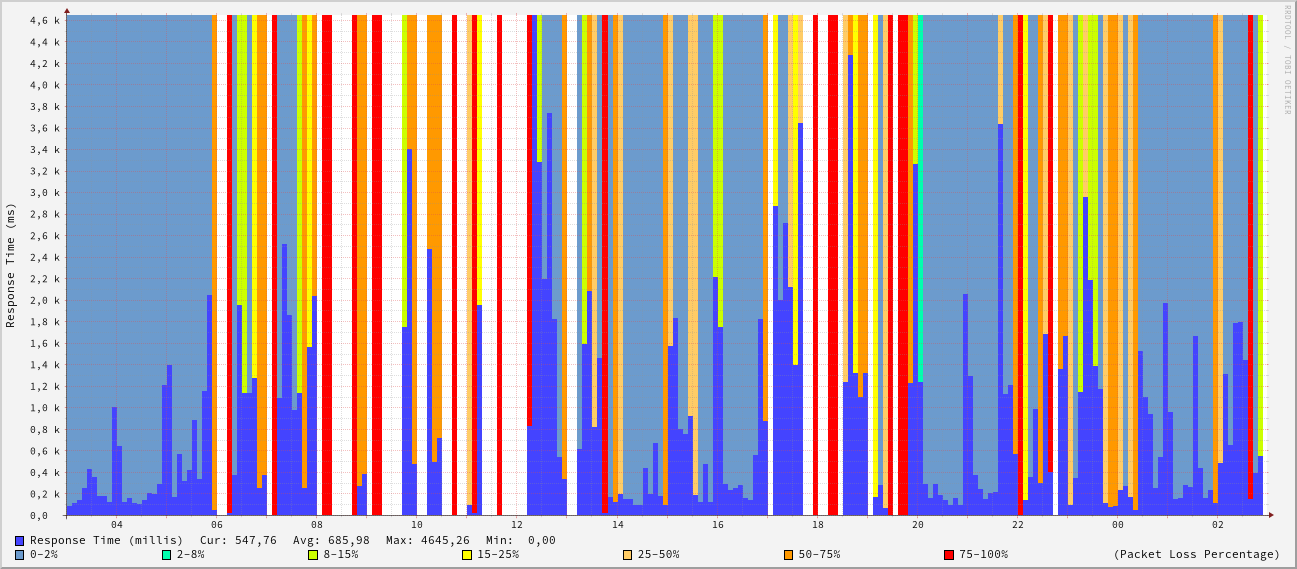 RRDTOOL / TOBI OETIKER
Response Time (ms)
4,6 k
4,4 k
4,2 k
4,0 k
3,8 k
3,6 k
3,4 k
3,2 k
3,0 k
2,8 k
2,6 k
2,4 k
2,2 k
2,0 k
1,8 k
1,6 k
1,4 k
1,2 k
1,0 k
0,8 k
0,6 k
0,4 k
0,2 k
0,0
04 06 08 10 12 14 16 18 20 22 00 02
Response Time (millis) Cur: 547,76 Avg: 685,98 Max: 4645,26 Min: 0,00
0-2% 2-8% 8-15% 15-25% 25-50% 50-75% 75-100% (Packet Loss Percentage)